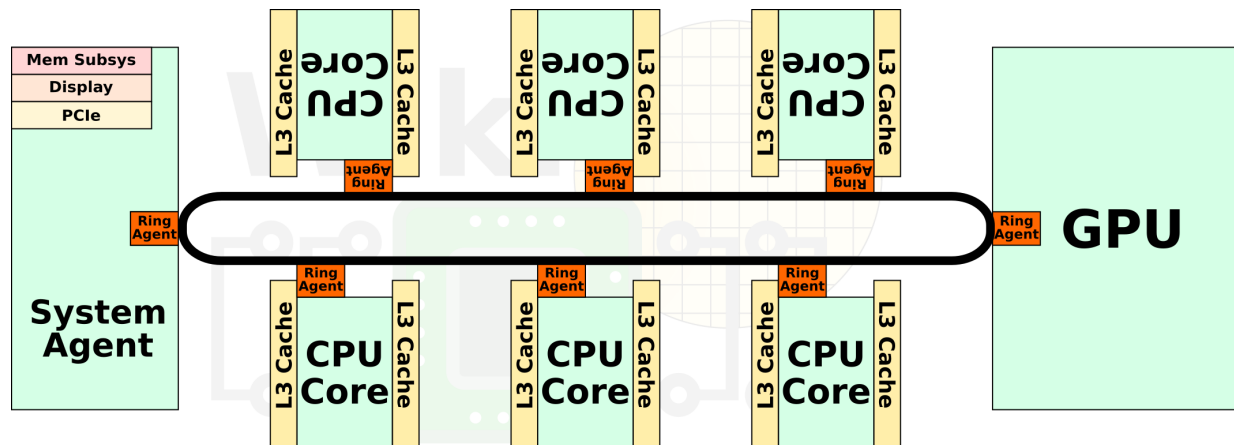 Mem Subsys
Display
PCIe
System
Agent
Ring
Agent
L3 Cache
CPU
Core
L3 Cache
Ring
Agent
L3 Cache
CPU
Core
L3 Cache
Ring
Agent
L3 Cache
CPU
Core
L3 Cache
Ring
Agent
Ring
Agent
L3 Cache
CPU
Core
L3 Cache
Ring
Agent
L3 Cache
CPU
Core
L3 Cache
Ring
Agent
L3 Cache
CPU
Core
L3 Cache
Ring
Agent
GPU